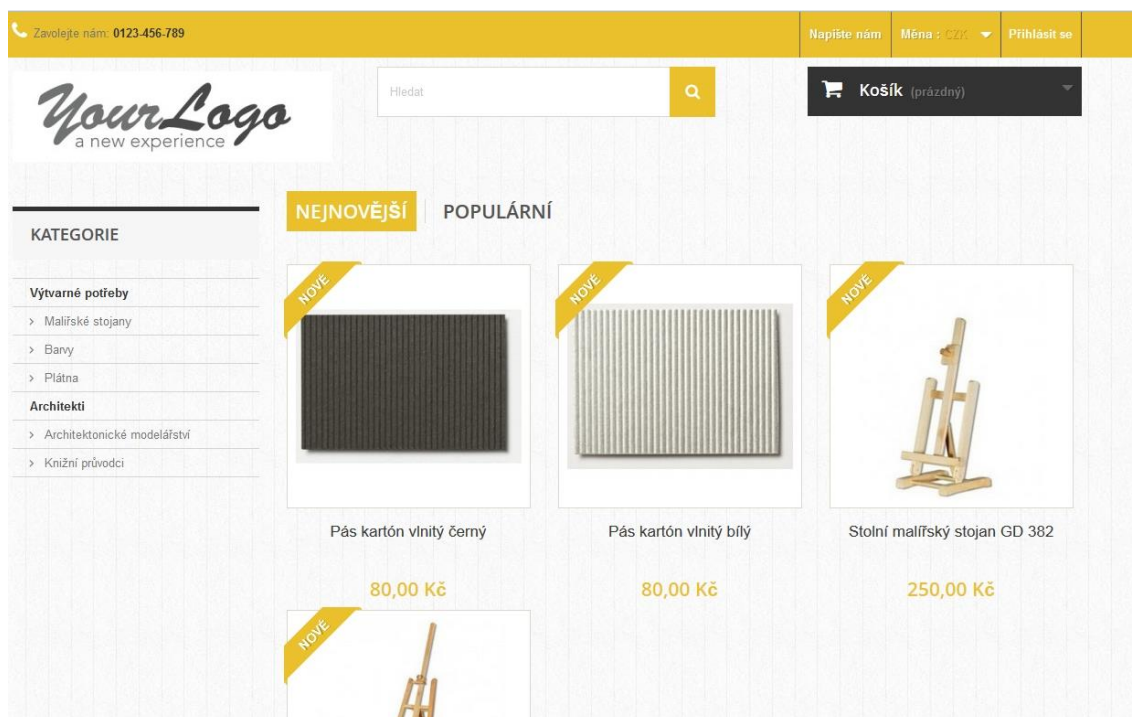 Zavolejte nám: 0123-456-789
Napište nám
Měna : CZK
Přihlásit se
YourLogo
a new experience
Hledat
Košík (prázdný)
KATEGORIE
Výtvarné potřeby
> Maliřské stojany
> Barvy
> Plátna
Architekti
> Architektonické modelářství
> Knižní průvodci
NEJNOVĚJŠÍ
POPULÁRNÍ
NOVÉ
Pás kartón vlnitý černý
80,00 Kč
NOVÉ
Pás kartón vlnitý bílý
80,00 Kč
NOVÉ
Stolní malířský stojan GD 382
250,00 Kč
NOVÉ